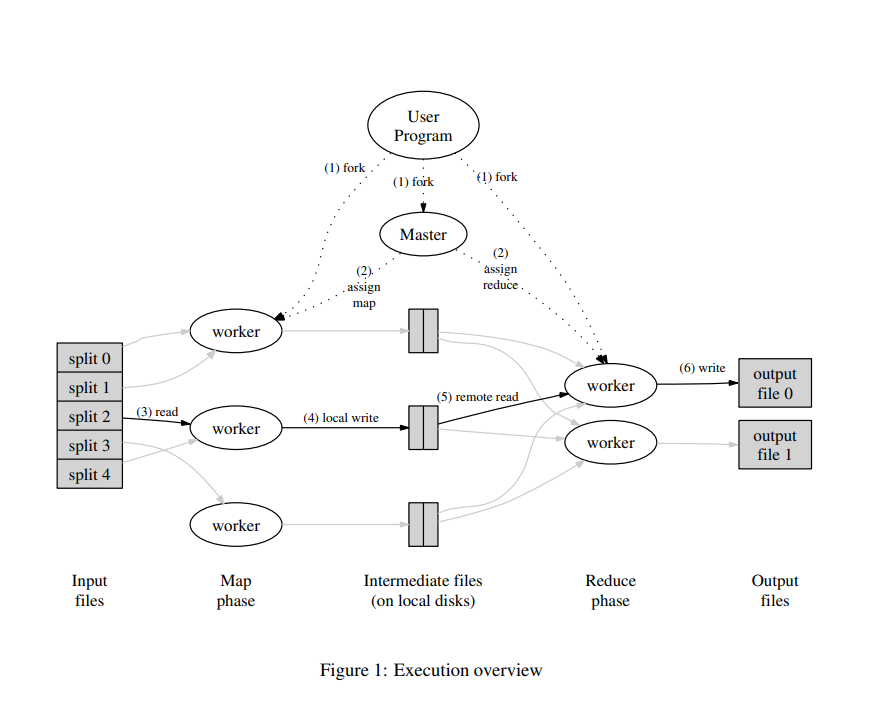 User
Program
(1) fork
(1) fork
(1) fork
Master
(2)
assign
map
(2)
assign
reduce
worker
split 0
split 1
split 2
split 3
split 4
(3) read
worker
(4) local write
worker
(5) remote read
worker
worker
(6) write
output
file 0
output
file 1
Input
files
Map
phase
Intermediate files
(on local disks)
Reduce
phase
Output
files
Figure 1: Execution overview